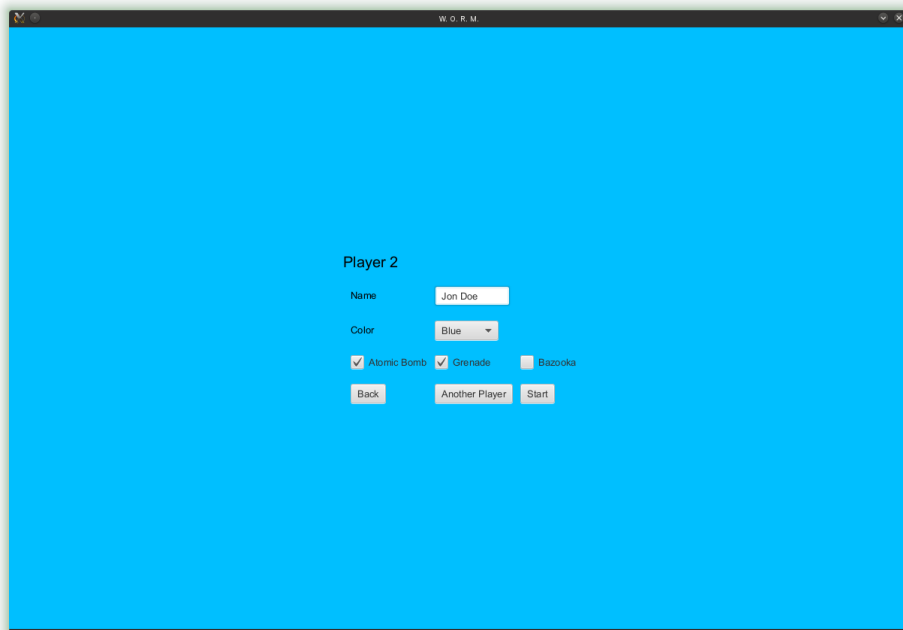 W. O. R. M.
Player 2
Name Jon Doe
Color Blue
Atomic Bomb Grenade Bazooka
Back Another Player Start